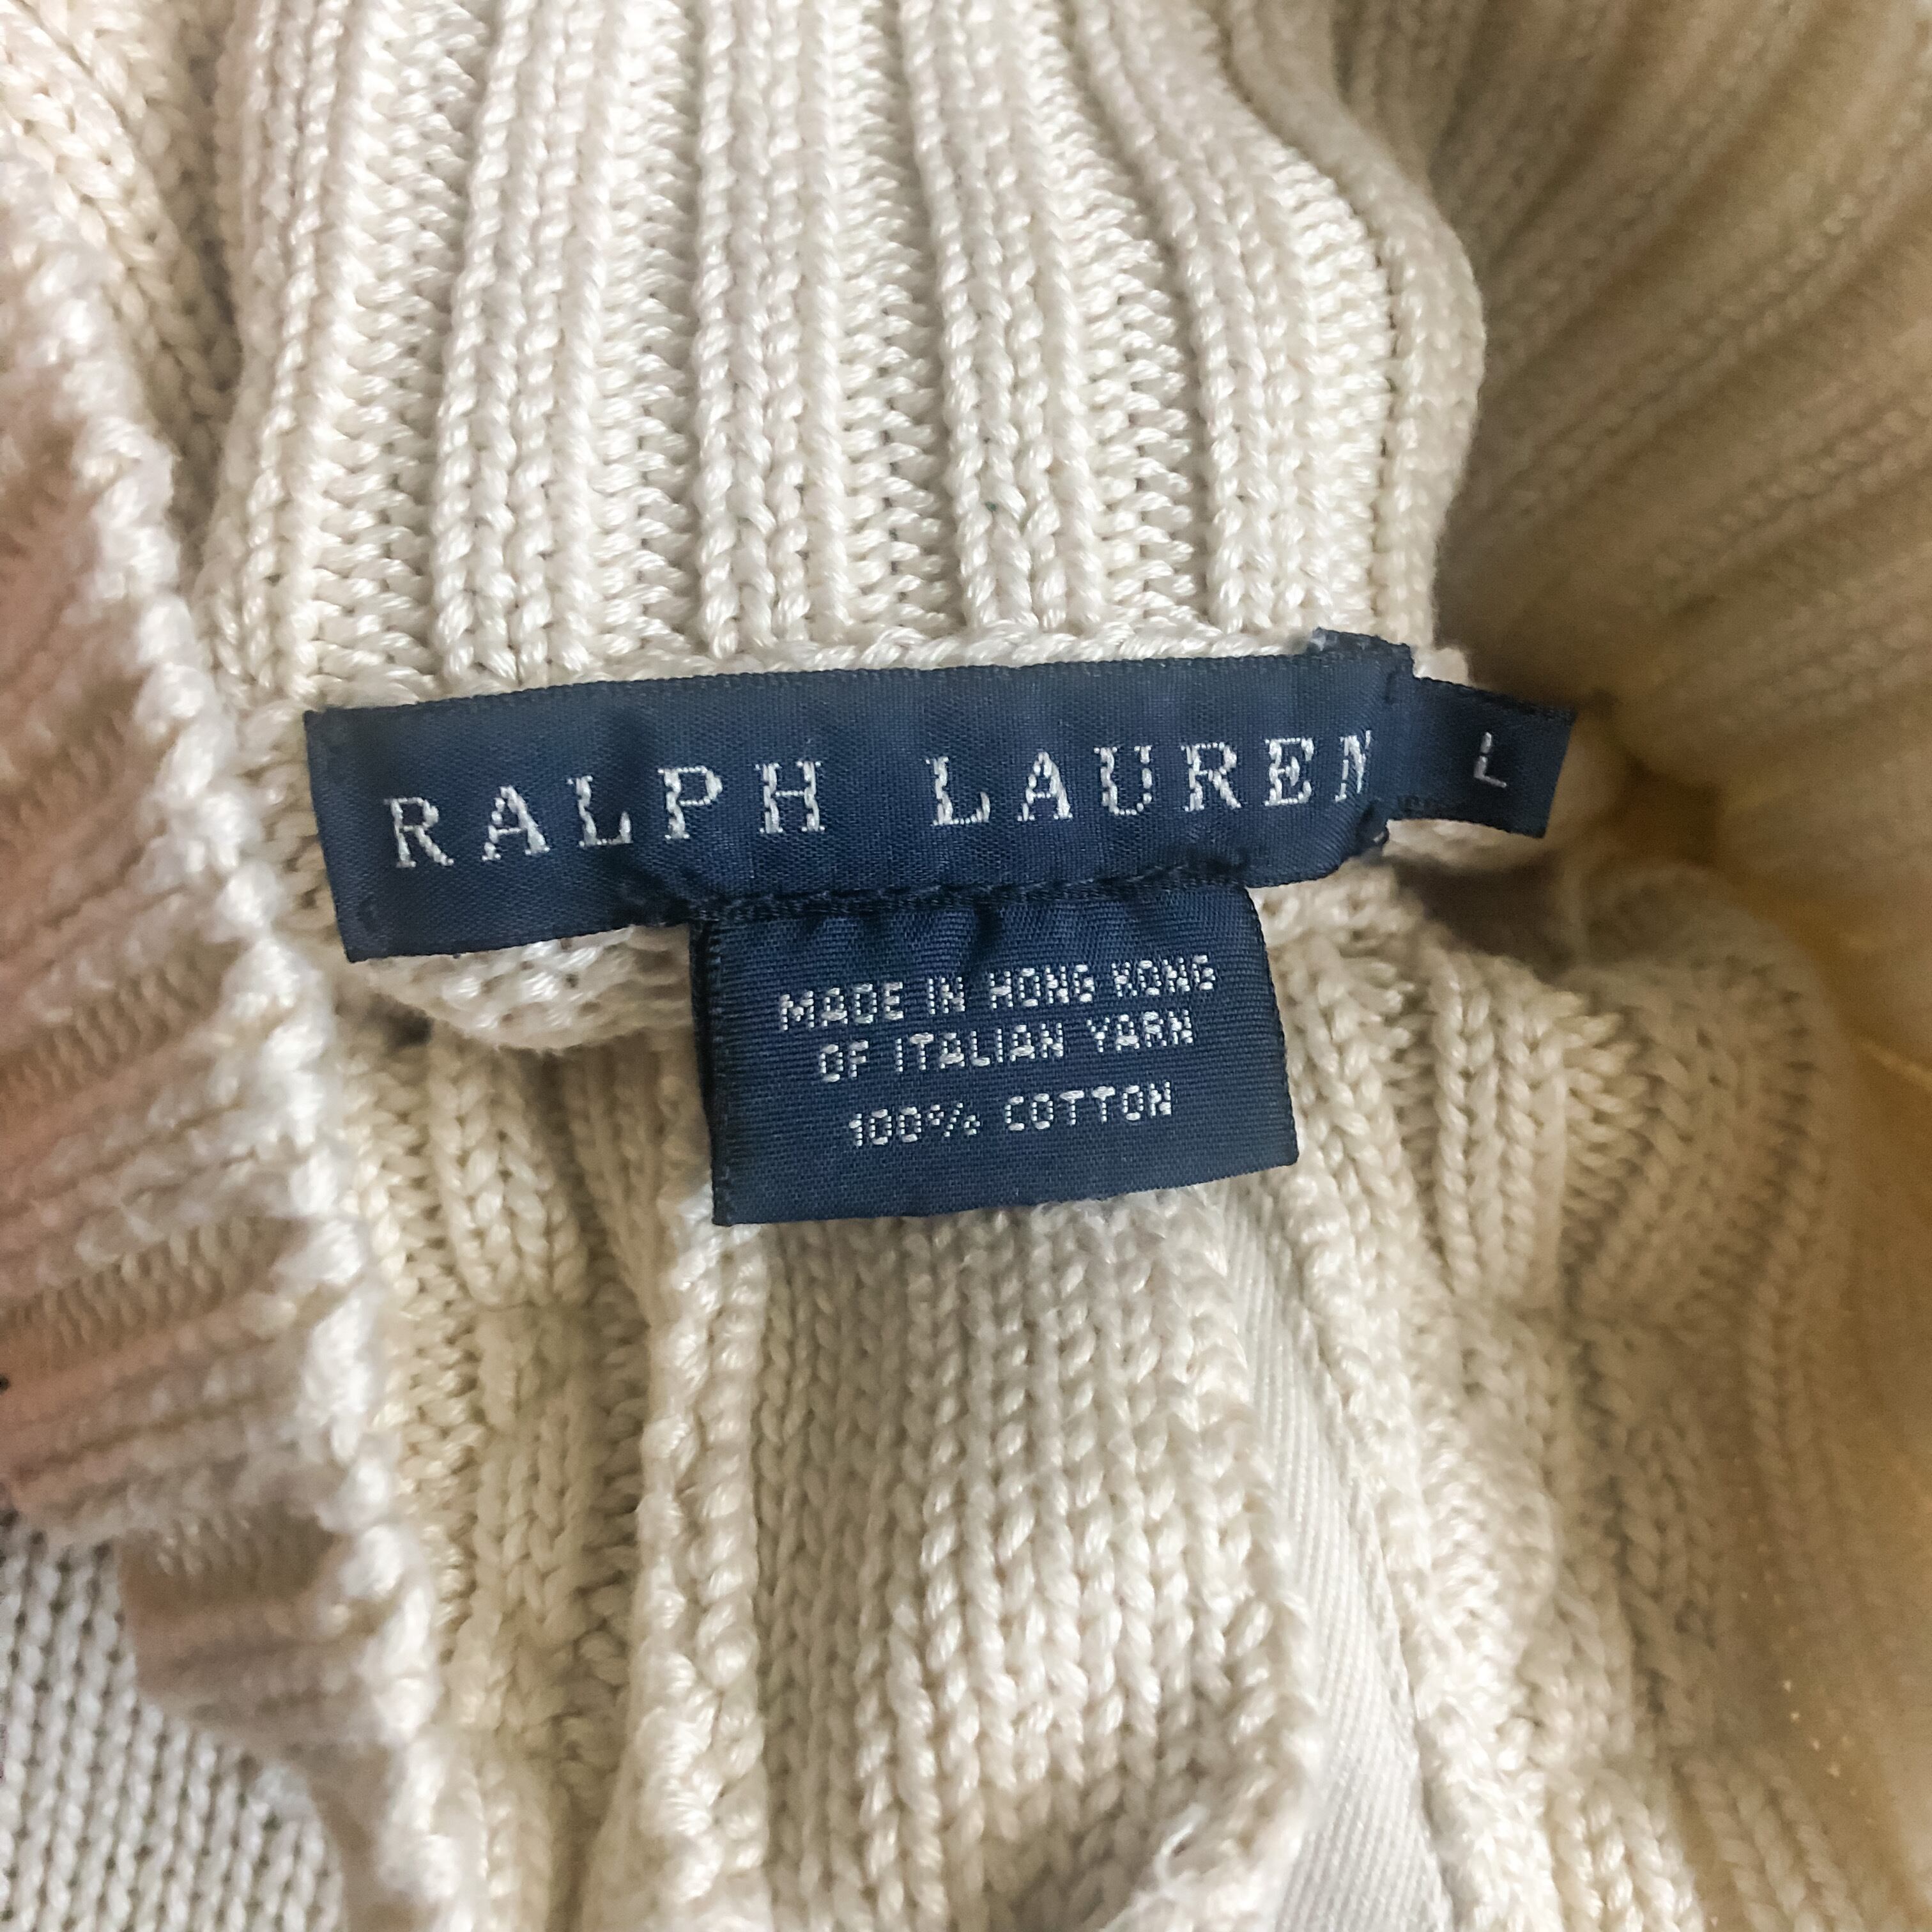 RALPH LAUREN
L
MADE IN HONG KONG
OF ITALIAN YARN
100% COTTON